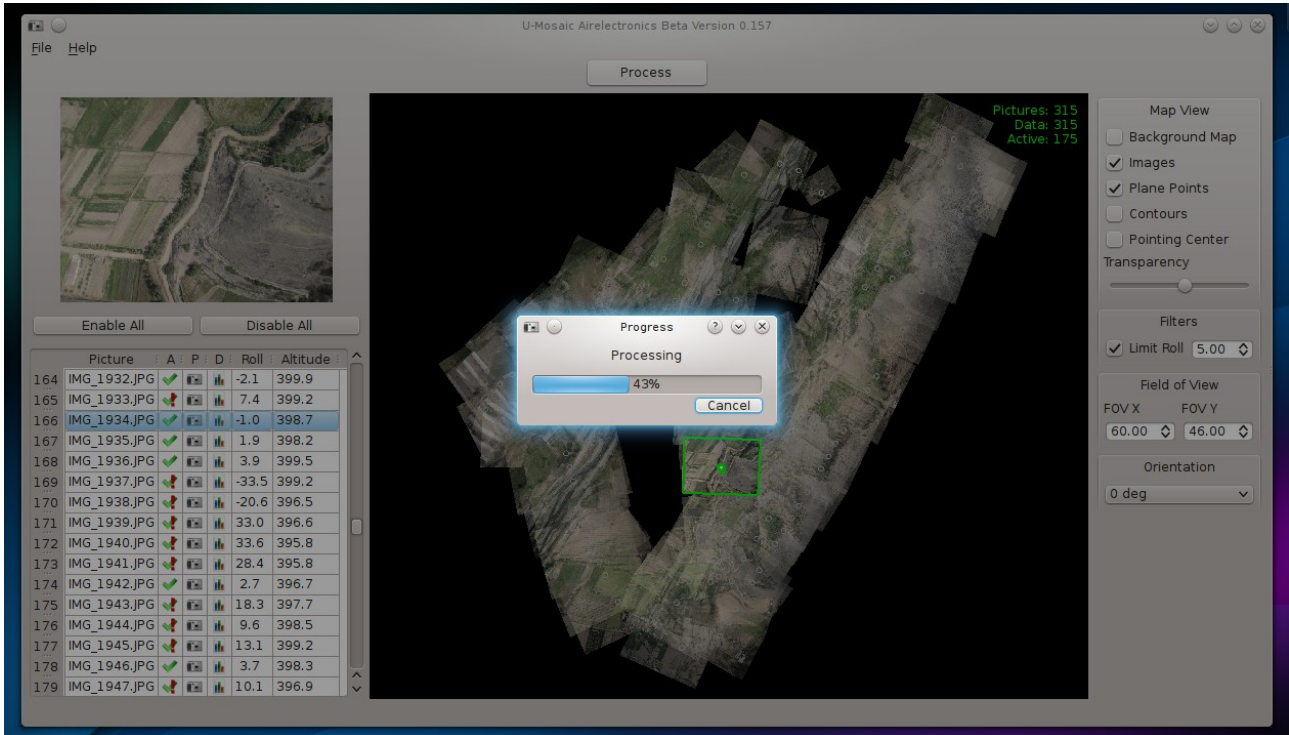 U-Mosaic Airelectronics Beta Version 0.157
File Help
Process
Pictures: 315
Data: 315
Active: 175
Enable All Disable All
Picture A P D Roll Altitude
164 IMG_1932.JPG -2.1 399.9
165 IMG_1933.JPG 7.4 399.2
166 IMG_1934.JPG -1.0 398.7
167 IMG_1935.JPG 1.9 398.2
168 IMG_1936.JPG 3.9 399.5
169 IMG_1937.JPG -33.5 399.2
170 IMG_1938.JPG -20.6 396.5
171 IMG_1939.JPG 33.0 396.6
172 IMG_1940.JPG 33.6 395.8
173 IMG_1941.JPG 28.4 395.8
174 IMG_1942.JPG 2.7 396.7
175 IMG_1943.JPG 18.3 397.7
176 IMG_1944.JPG 9.6 398.5
177 IMG_1945.JPG 13.1 399.2
178 IMG_1946.JPG 3.7 398.3
179 IMG_1947.JPG 10.1 396.9
Progress ?
Processing
43%
Cancel
Map View
Background Map
Images
Plane Points
Contours
Pointing Center
Transparency
Filters
Limit Roll 5.00
Field of View
FOV X FOV Y
60.00 46.00
Orientation
0 deg